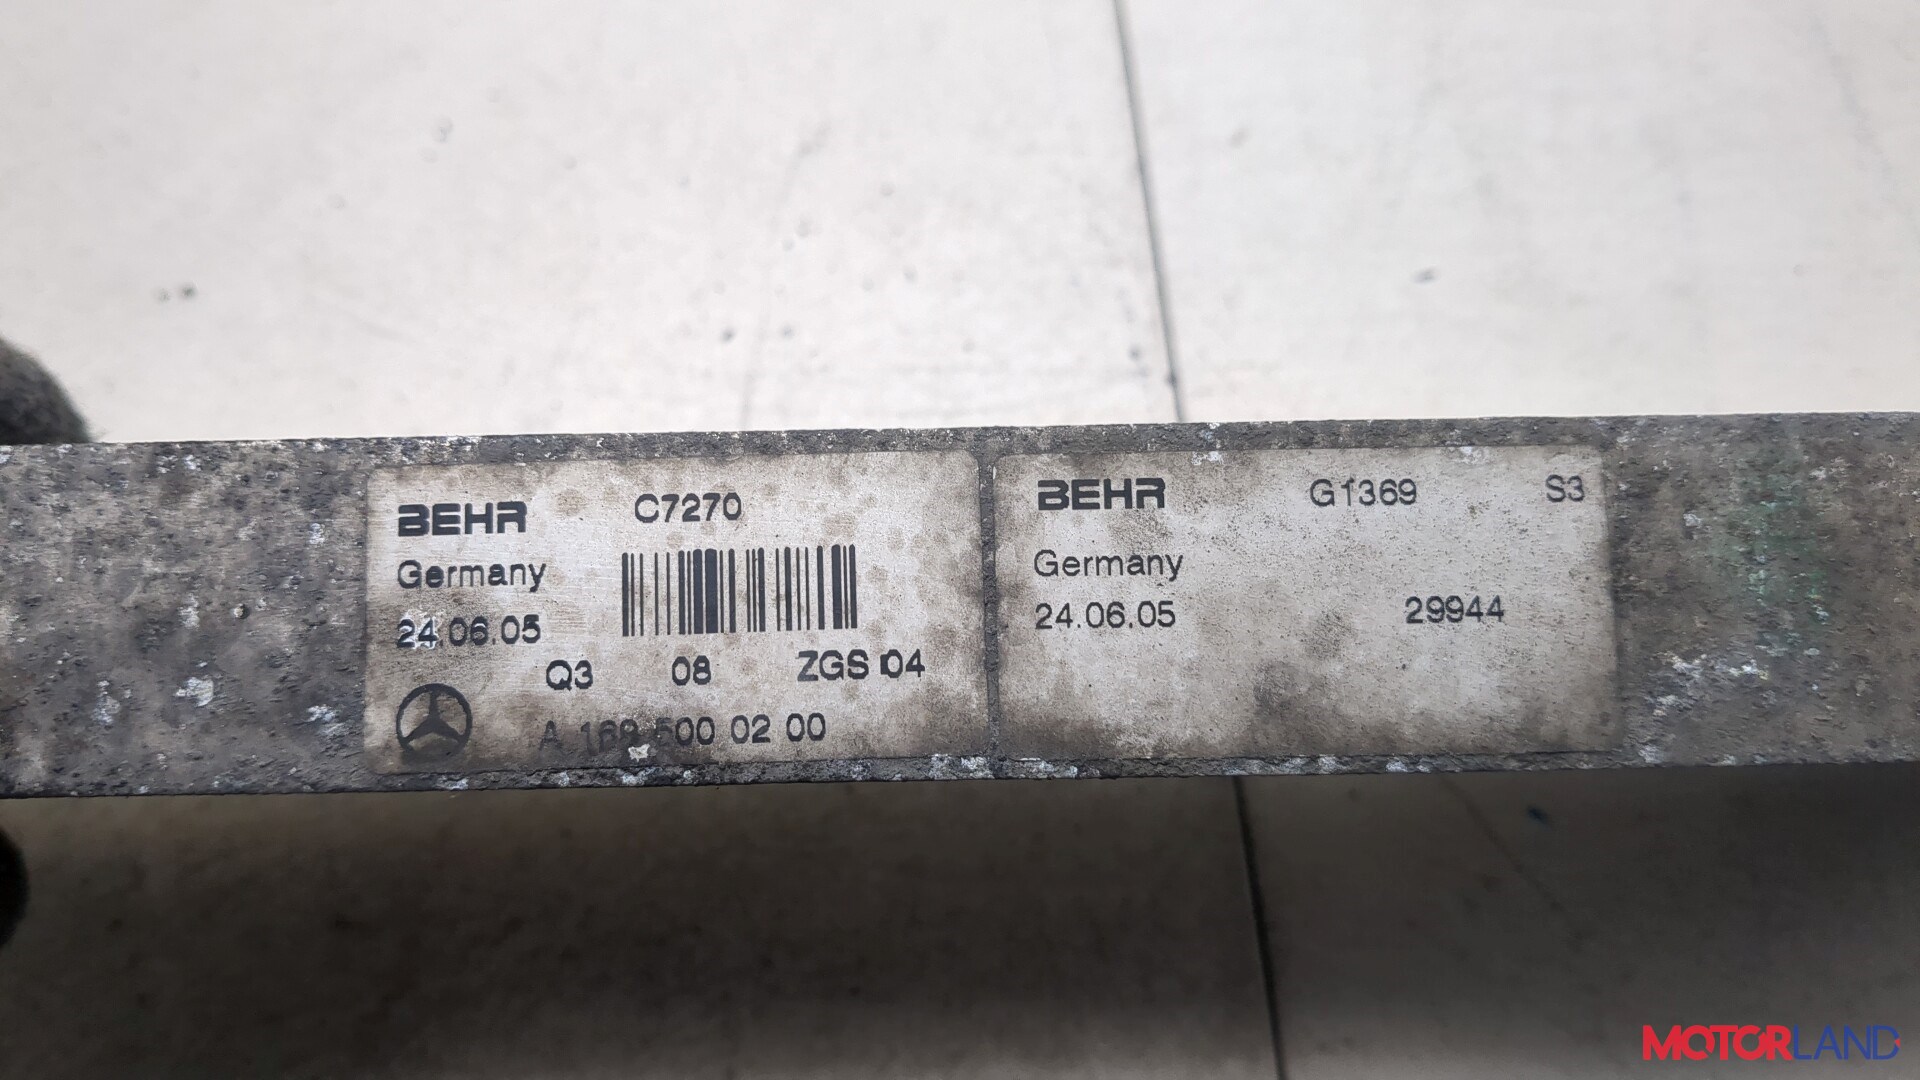 BEHR C7270
Germany
24.06.05
Q3 08 ZGS 04
A 169 500 02 00
BEHR G1369 S3
Germany
24.06.05 29944
MOTORLAND